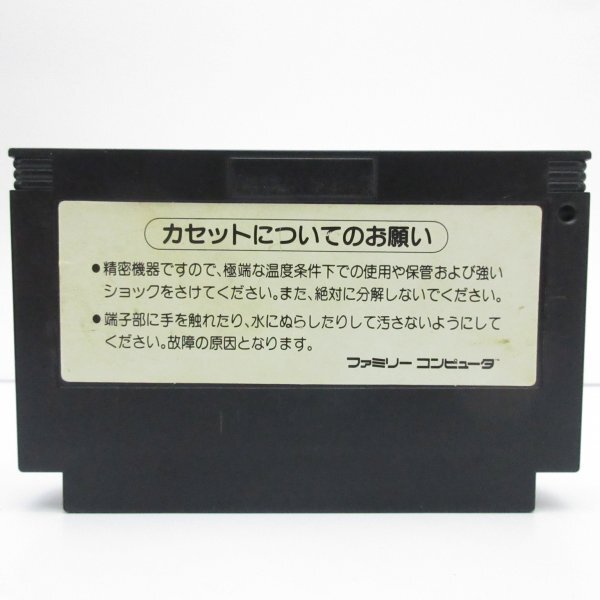 カセットについてのお願い
●精密機器ですので、極端な温度条件下での使用や保管および強い
ショックをさけてください。また、絶対に分解しないでください。
●端子部に手を触れたり、水にぬらしたりして汚さないようにして
ください。故障の原因となります。
ファミリー コンピュータ™